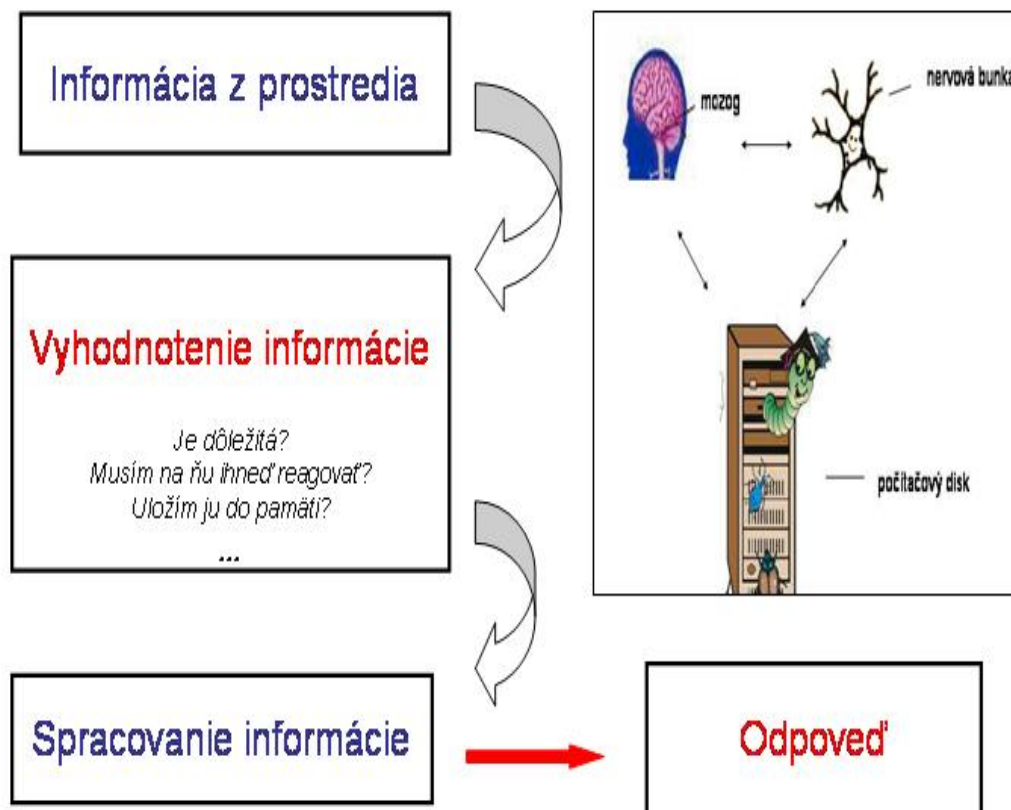 Informácia z prostredia
Vyhodnotenie informácie
Je dôležitá?
Musím na ňu ihneď reagovať?
Uložím ju do pamäti?
...
Spracovanie informácie
Odpoveď
mozog
nervová bunka
počítačový disk